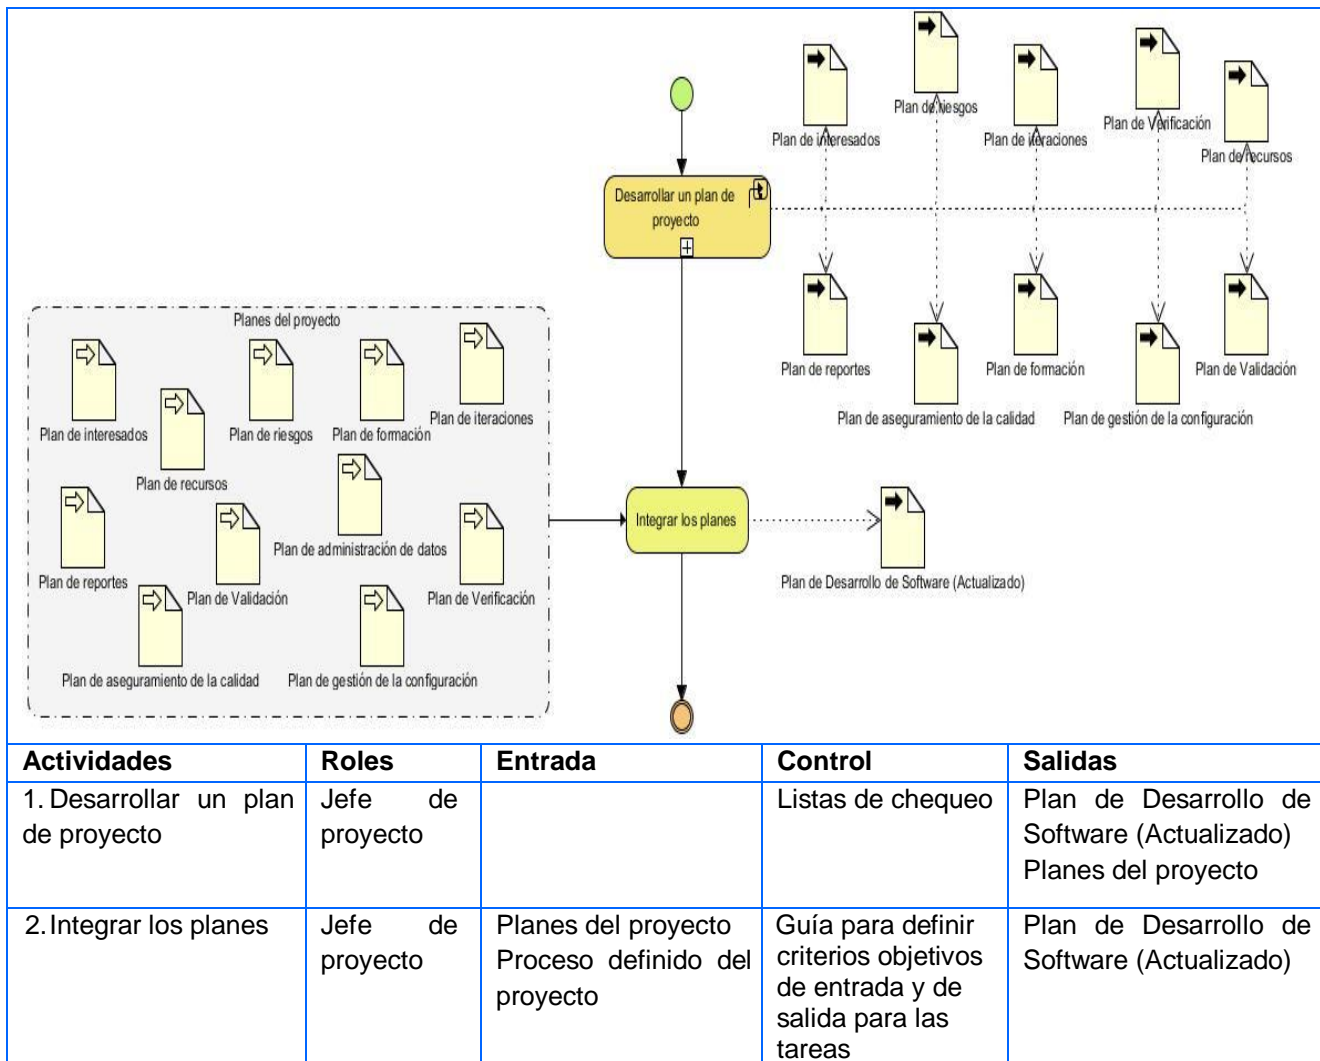 Plan de interesados
Plan de riesgos
Plan de iteraciones
Plan de Verificación
Plan de recursos
Desarrollar un plan de
proyecto
Plan de reportes
Plan de aseguramiento de la calidad
Plan de formación
Plan de gestión de la configuración
Plan de Validación
Planes del proyecto
Plan de interesados
Plan de recursos
Plan de riesgos
Plan de formación
Plan de iteraciones
Plan de reportes
Plan de Validación
Plan de administración de datos
Plan de Verificación
Plan de aseguramiento de la calidad
Plan de gestión de la configuración
Integrar los planes
Plan de Desarrollo de Software (Actualizado)
Actividades Roles Entrada Control Salidas
1. Desarrollar un plan
de proyecto
Jefe de
proyecto
Listas de chequeo
Plan de Desarrollo de
Software (Actualizado)
Planes del proyecto
2. Integrar los planes
Jefe de
proyecto
Planes del proyecto
Proceso definido del
proyecto
Guía para definir
criterios objetivos
de entrada y de
salida para las
tareas
Plan de Desarrollo de
Software (Actualizado)